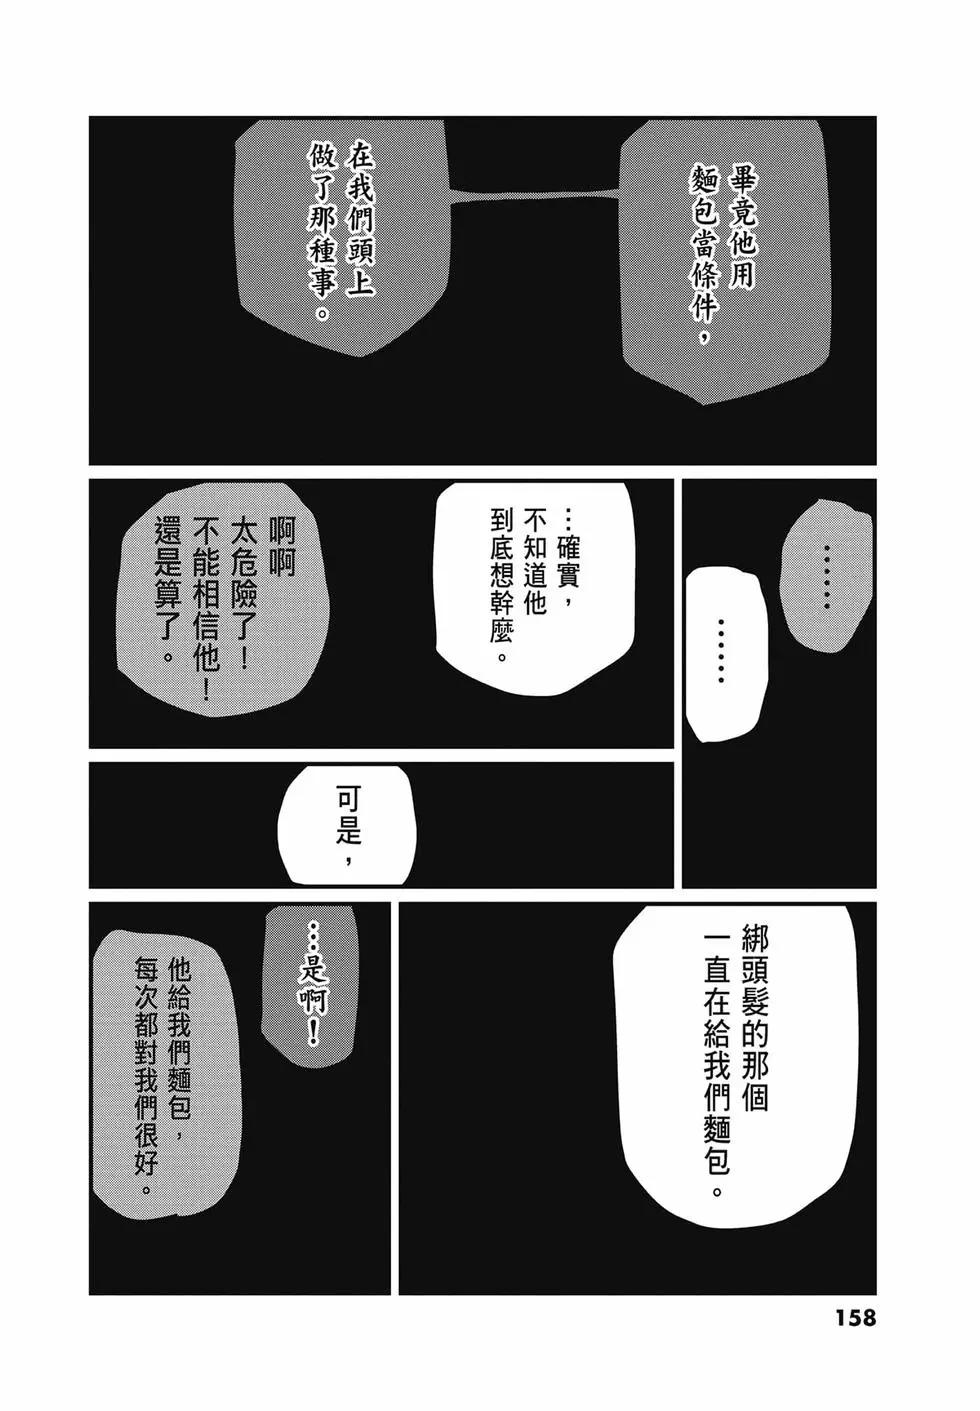 畢竟他用
麵包當條件，
在我們頭上
做了那種事。
……
……
…確實，
不知道他
到底想幹麼。
啊啊
太危險了！
不能相信他！
還是算了。
可是，
綁頭髮的那個
一直在給我們麵包。
…是啊！
他給我們麵包，
每次都對我們很好。
158